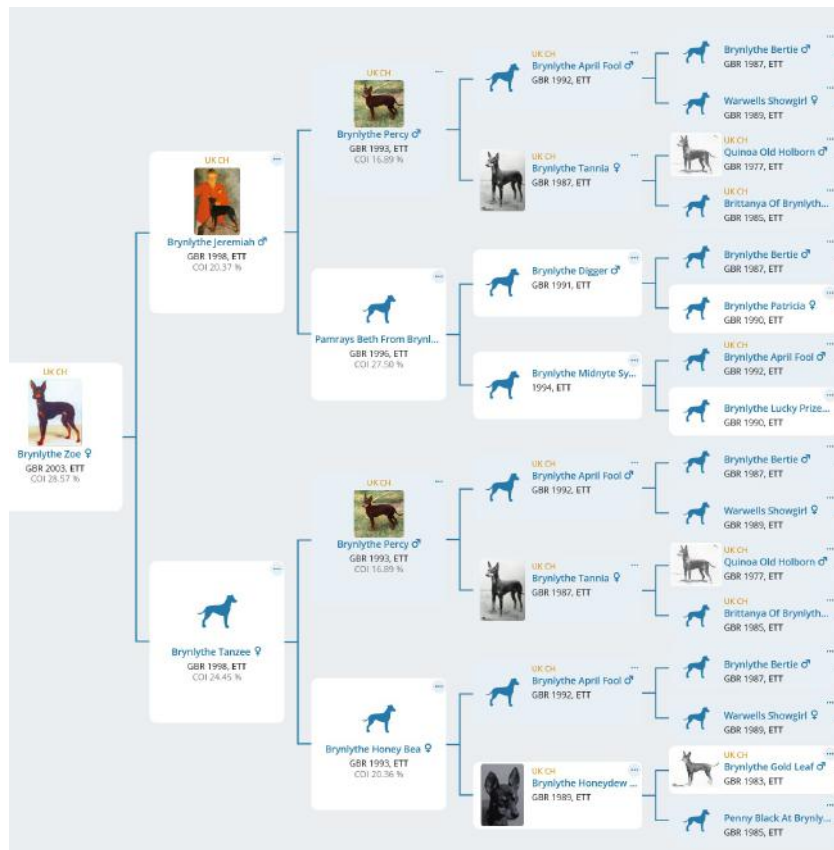 UK CH
Brynlythe Zoe ♀
GBR 2003, ETT
COI 28.57 %
UK CH
Brynlythe Jeremiah ♂
GBR 1998, ETT
COI 20.37 %
Brynlythe Tanzee ♀
GBR 1998, ETT
COI 24.45 %
UK CH
Brynlythe Percy ♂
GBR 1993, ETT
COI 16.89 %
Pamrays Beth From Brynl...
GBR 1996, ETT
COI 27.50 %
UK CH
Brynlythe Percy ♂
GBR 1993, ETT
COI 16.89 %
Brynlythe Honey Bea ♀
GBR 1993, ETT
COI 20.36 %
UK CH
Brynlythe April Fool ♂
GBR 1992, ETT
UK CH
Brynlythe Tannia ♀
GBR 1987, ETT
Brynlythe Digger ♂
GBR 1991, ETT
Brynlythe Midnyte Sy...
1994, ETT
UK CH
Brynlythe April Fool ♂
GBR 1992, ETT
UK CH
Brynlythe Tannia ♀
GBR 1987, ETT
UK CH
Brynlythe April Fool ♂
GBR 1992, ETT
UK CH
Brynlythe Honeydew ...
GBR 1989, ETT
Brynlythe Bertie ♂
GBR 1987, ETT
Warwells Showgirl ♀
GBR 1989, ETT
UK CH
Quinoa Old Holborn ♂
GBR 1977, ETT
UK CH
Brittanya Of Brynlyth...
GBR 1985, ETT
Brynlythe Bertie ♂
GBR 1987, ETT
Brynlythe Patricia ♀
GBR 1990, ETT
UK CH
Brynlythe April Fool ♂
GBR 1992, ETT
Brynlythe Lucky Prize...
GBR 1990, ETT
Brynlythe Bertie ♂
GBR 1987, ETT
Warwells Showgirl ♀
GBR 1989, ETT
UK CH
Quinoa Old Holborn ♂
GBR 1977, ETT
UK CH
Brittanya Of Brynlyth...
GBR 1985, ETT
Brynlythe Bertie ♂
GBR 1987, ETT
Warwells Showgirl ♀
GBR 1989, ETT
UK CH
Brynlythe Gold Leaf ♂
GBR 1983, ETT
Penny Black At Brynly...
GBR 1985, ETT